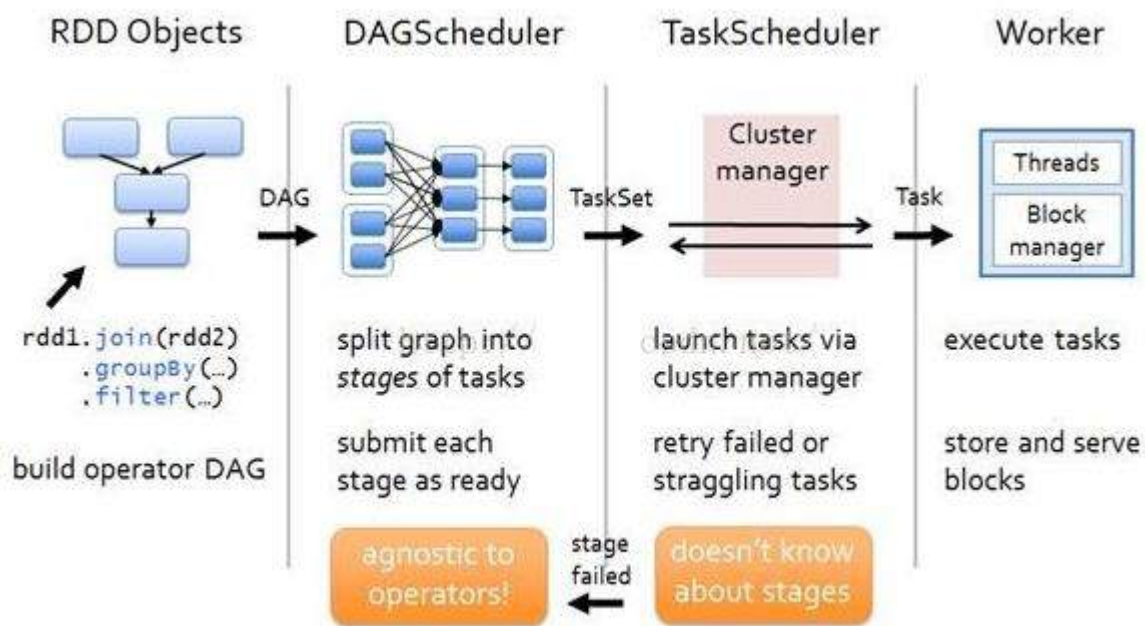 RDD Objects
DAGScheduler
TaskScheduler
Worker
DAG
TaskSet
Cluster
manager
Task
Threads
Block
manager
rdd1.join(rdd2)
.groupBy(…)
.filter(…)
build operator DAG
split graph into
stages of tasks
submit each
stage as ready
agnostic to
operators!
launch tasks via
cluster manager
retry failed or
straggling tasks
stage
failed
doesn't know
about stages
execute tasks
store and serve
blocks